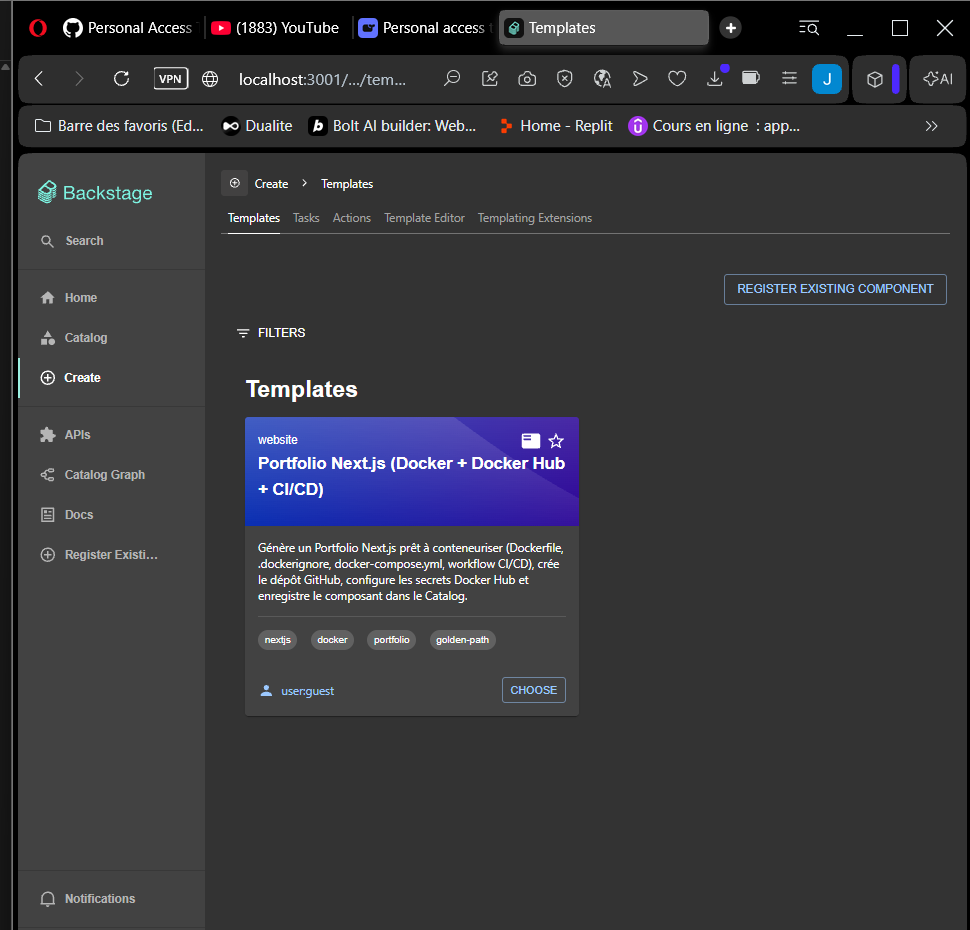 Personal Access
(1883) YouTube
Personal access t
Templates
VPN
localhost:3001/.../tem...
J
AI
Barre des favoris (Ed...
Dualite
b
Bolt AI builder: Web...
Home - Replit
Cours en ligne : app...
Backstage
Search
Home
Catalog
Create
APIs
Catalog Graph
Docs
Register Existi...
Notifications
Create > Templates
Templates Tasks Actions Template Editor Templating Extensions
REGISTER EXISTING COMPONENT
FILTERS
Templates
website
Portfolio Next.js (Docker + Docker Hub
+ CI/CD)
Génère un Portfolio Next.js prêt à conteneuriser (Dockerfile,
.dockerignore, docker-compose.yml, workflow CI/CD), crée
le dépôt GitHub, configure les secrets Docker Hub et
enregistre le composant dans le Catalog.
nextjs docker portfolio golden-path
user:guest
CHOOSE